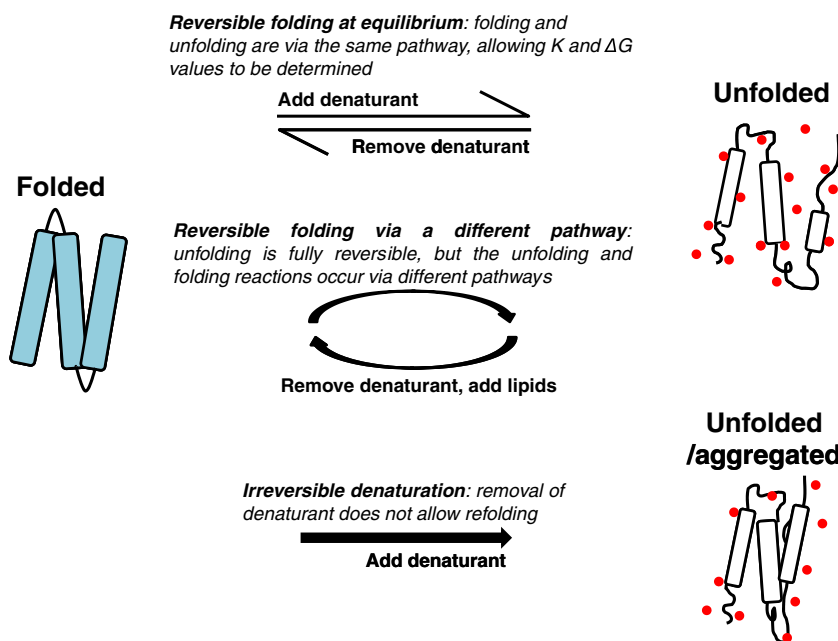 Reversible folding at equilibrium: folding and
unfolding are via the same pathway, allowing K and ΔG
values to be determined
Add denaturant
Remove denaturant
Unfolded
Folded
Reversible folding via a different pathway:
unfolding is fully reversible, but the unfolding and
folding reactions occur via different pathways
Remove denaturant, add lipids
Unfolded
/aggregated
Irreversible denaturation: removal of
denaturant does not allow refolding
Add denaturant